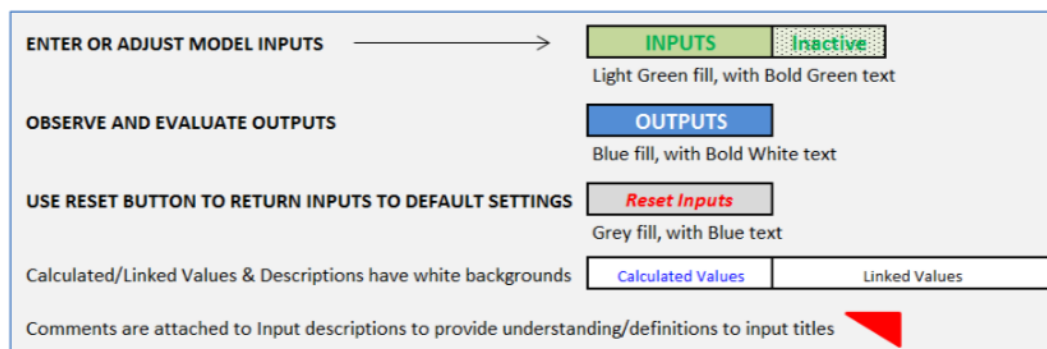 ENTER OR ADJUST MODEL INPUTS INPUTS Inactive
Light Green fill, with Bold Green text
OBSERVE AND EVALUATE OUTPUTS OUTPUTS
Blue fill, with Bold White text
USE RESET BUTTON TO RETURN INPUTS TO DEFAULT SETTINGS Reset Inputs
Grey fill, with Blue text
Calculated/Linked Values & Descriptions have white backgrounds Calculated Values Linked Values
Comments are attached to Input descriptions to provide understanding/definitions to input titles